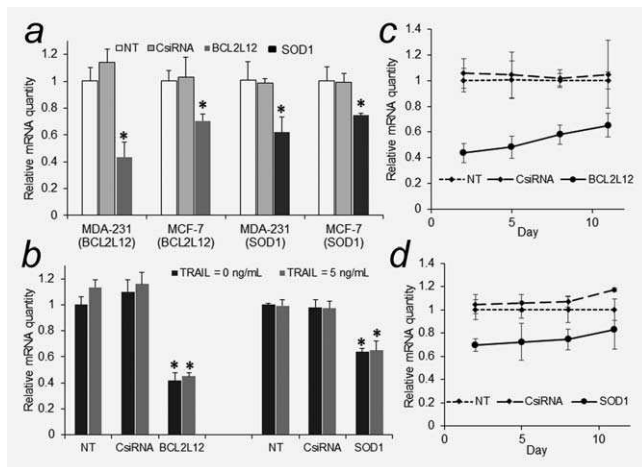 a
NT CsiRNA BCL2L12 SOD1
Relative mRNA quantity
1.2
1
0.8
0.6
0.4
0.2
0
* * * *
MDA-231 MCF-7 MDA-231 MCF-7
(BCL2L12) (BCL2L12) (SOD1) (SOD1)
b
TRAIL = 0 ng/mL TRAIL = 5 ng/mL
Relative mRNA quantity
1.2
1
0.8
0.6
0.4
0.2
0
* * * *
NT CsiRNA BCL2L12 NT CsiRNA SOD1
c
Relative mRNA quantity
1.4
1.2
1
0.8
0.6
0.4
0.2
0
NT CsiRNA BCL2L12
0 5 10
Day
d
Relative mRNA quantity
1.4
1.2
1
0.8
0.6
0.4
0.2
0
NT CsiRNA SOD1
0 5 10
Day